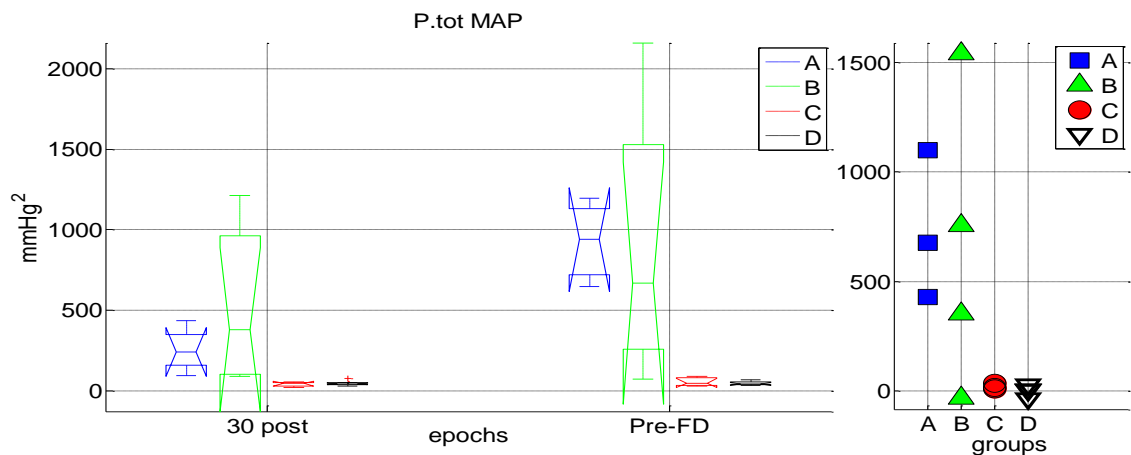 P.tot MAP
mmHg²
2000
1500
1000
500
0
30 post
Pre-FD
epochs
A
B
C
D
1500
1000
500
0
A B C D
groups
A
B
C
D